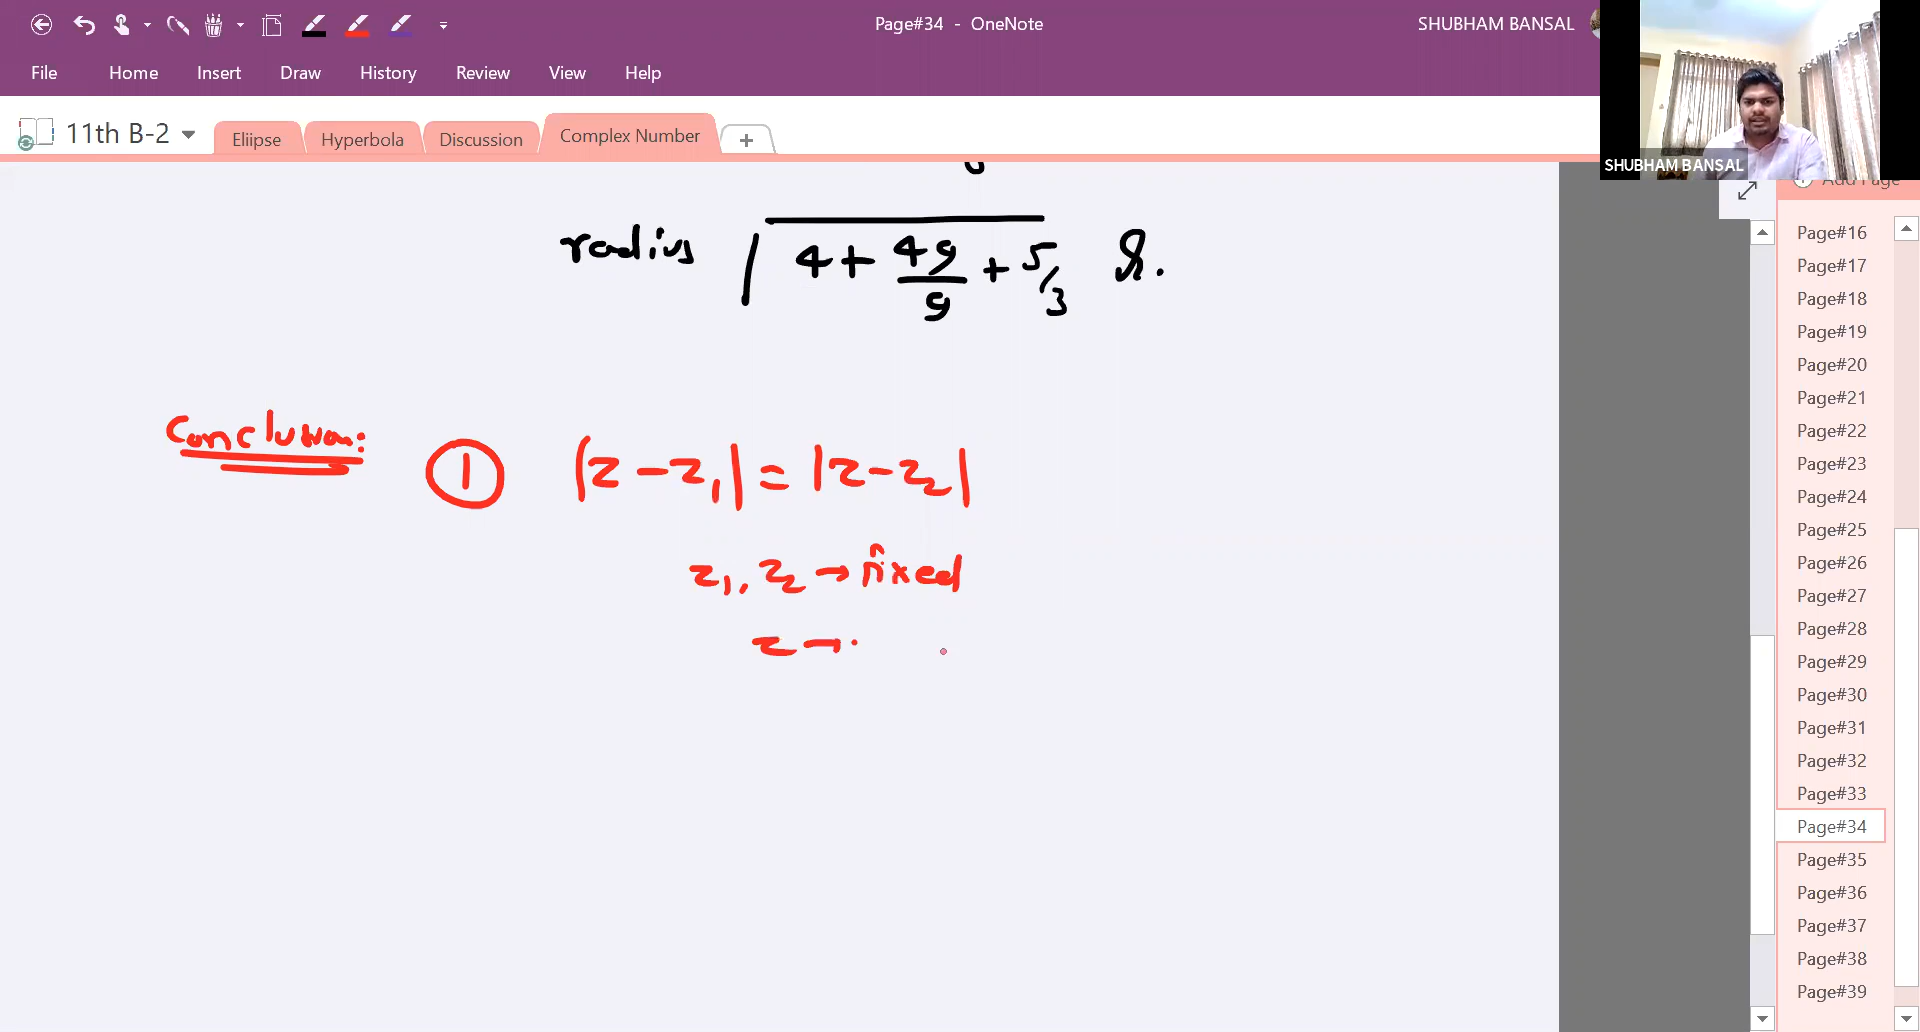 Page#34 - OneNote
SHUBHAM BANSAL
File Home Insert Draw History Review View Help
11th B-2
Eliipse Hyperbola Discussion Complex Number +
SHUBHAM BANSAL
Add Page
radius √(4 + 49/9 + 5/3)
Conclusion:
① |z - z₁| = |z - z₂|
z₁, z₂ → fixed
z →
Page#16
Page#17
Page#18
Page#19
Page#20
Page#21
Page#22
Page#23
Page#24
Page#25
Page#26
Page#27
Page#28
Page#29
Page#30
Page#31
Page#32
Page#33
Page#34
Page#35
Page#36
Page#37
Page#38
Page#39